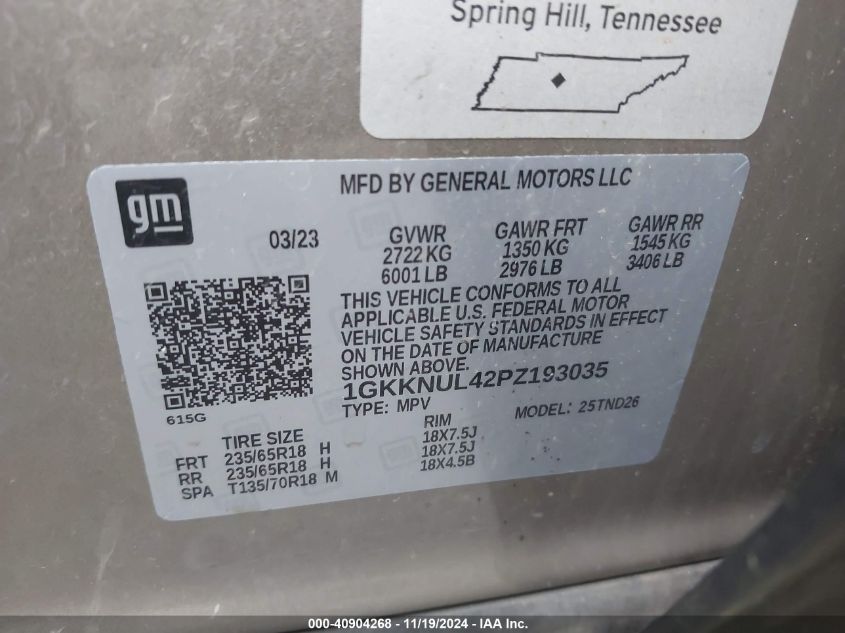 Spring Hill, Tennessee
gm
MFD BY GENERAL MOTORS LLC
03/23
GVWR
2722 KG
6001 LB
GAWR FRT
1350 KG
2976 LB
GAWR RR
1545 KG
3406 LB
THIS VEHICLE CONFORMS TO ALL
APPLICABLE U.S. FEDERAL MOTOR
VEHICLE SAFETY STANDARDS IN EFFECT
ON THE DATE OF MANUFACTURE
SHOWN ABOVE.
1GKKNUL42PZ193035
TYPE: MPV
MODEL: 25TND26
615G
TIRE SIZE RIM
FRT 235/65R18 H 18X7.5J
RR 235/65R18 H 18X7.5J
SPA T135/70R18 M 18X4.5B
000-40904268 - 11/19/2024 - IAA Inc.